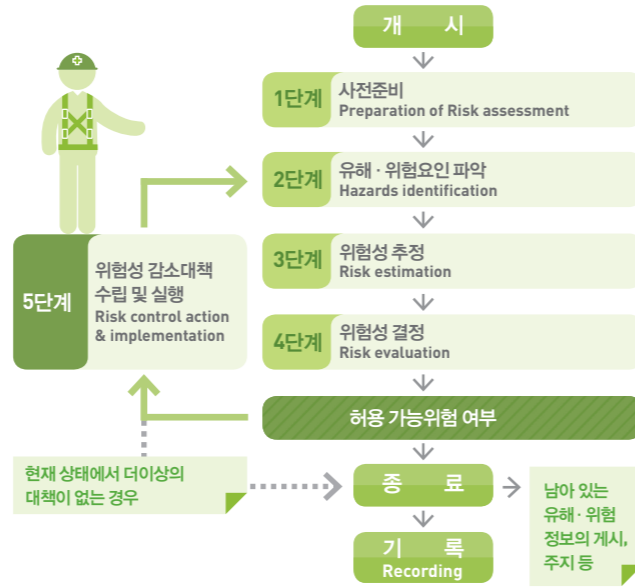 개 시
1단계
사전준비
Preparation of Risk assessment
2단계
유해 · 위험요인 파악
Hazards identification
3단계
위험성 추정
Risk estimation
4단계
위험성 결정
Risk evaluation
5단계
위험성 감소대책
수립 및 실행
Risk control action
& implementation
허용 가능위험 여부
현재 상태에서 더이상의
대책이 없는 경우
종 료
남아 있는
유해 · 위험
정보의 게시,
주지 등
기 록
Recording